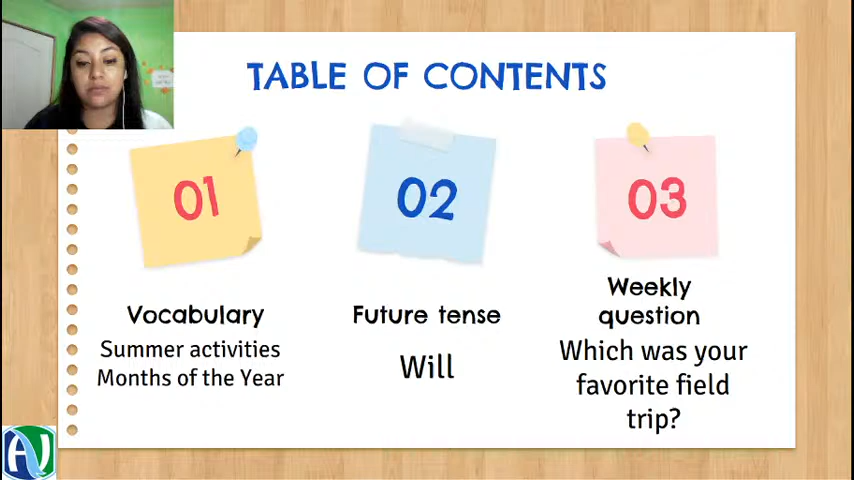 TABLE OF CONTENTS
01
Vocabulary
Summer activities
Months of the Year
02
Future tense
Will
03
Weekly
question
Which was your
favorite field
trip?
AJ